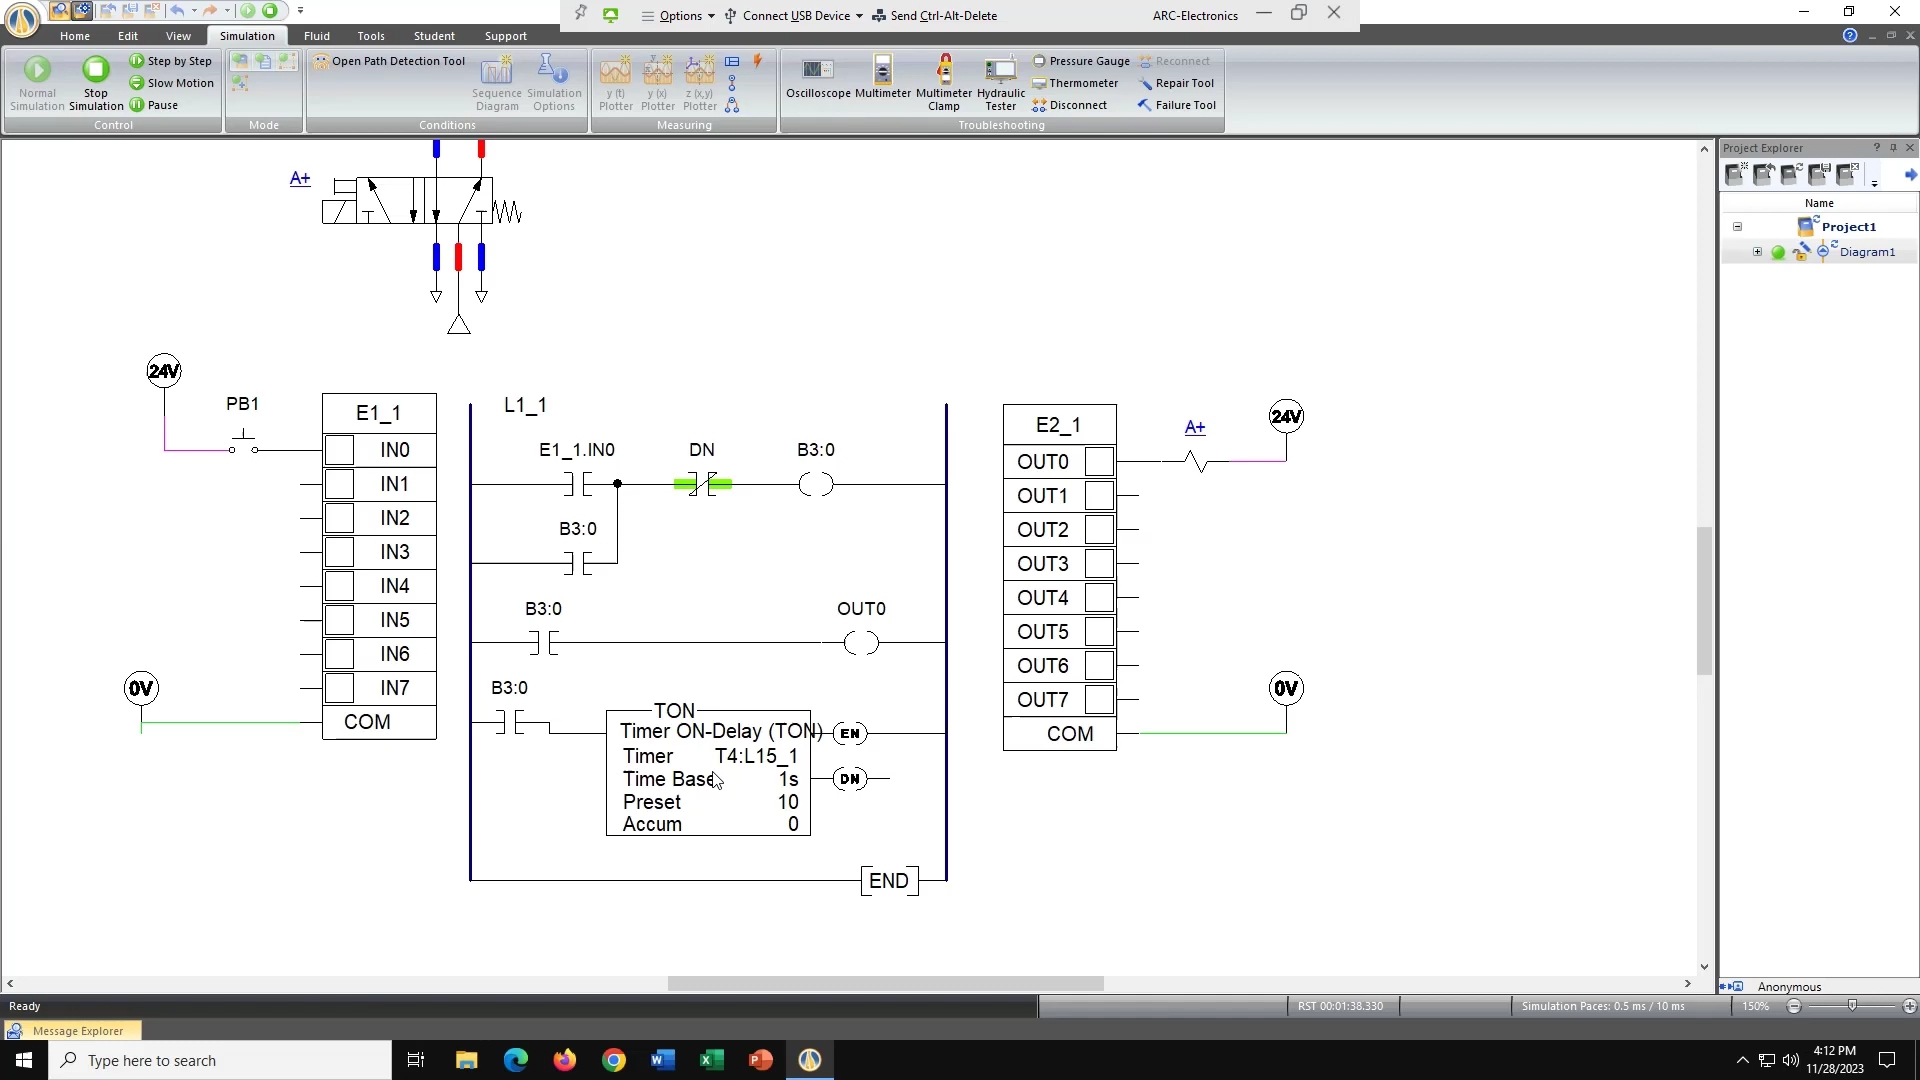 Options
Connect USB Device
Send Ctrl-Alt-Delete
ARC-Electronics
Home
Edit
View
Simulation
Fluid
Tools
Student
Support
Normal Simulation
Stop Simulation
Step by Step
Slow Motion
Pause
Control
Mode
Open Path Detection Tool
Sequence Diagram
Simulation Options
Conditions
y (t) Plotter
y (x) Plotter
z (x,y) Plotter
Measuring
Oscilloscope
Multimeter
Multimeter Clamp
Hydraulic Tester
Pressure Gauge
Thermometer
Disconnect
Reconnect
Repair Tool
Failure Tool
Troubleshooting
Project Explorer
Name
Project1
Diagram1
A+
24V
PB1
E1_1
IN0
IN1
IN2
IN3
IN4
IN5
IN6
IN7
COM
0V
L1_1
E1_1.IN0
DN
B3:0
B3:0
B3:0
OUT0
B3:0
TON
Timer ON-Delay (TON)
Timer T4:L15_1
Time Base 1s
Preset 10
Accum 0
EN
DN
END
E2_1
OUT0
OUT1
OUT2
OUT3
OUT4
OUT5
OUT6
OUT7
COM
A+
24V
0V
Anonymous
Ready
RST 00:01:38.330
Simulation Paces: 0.5 ms / 10 ms
150%
Message Explorer
Type here to search
4:12 PM
11/28/2023